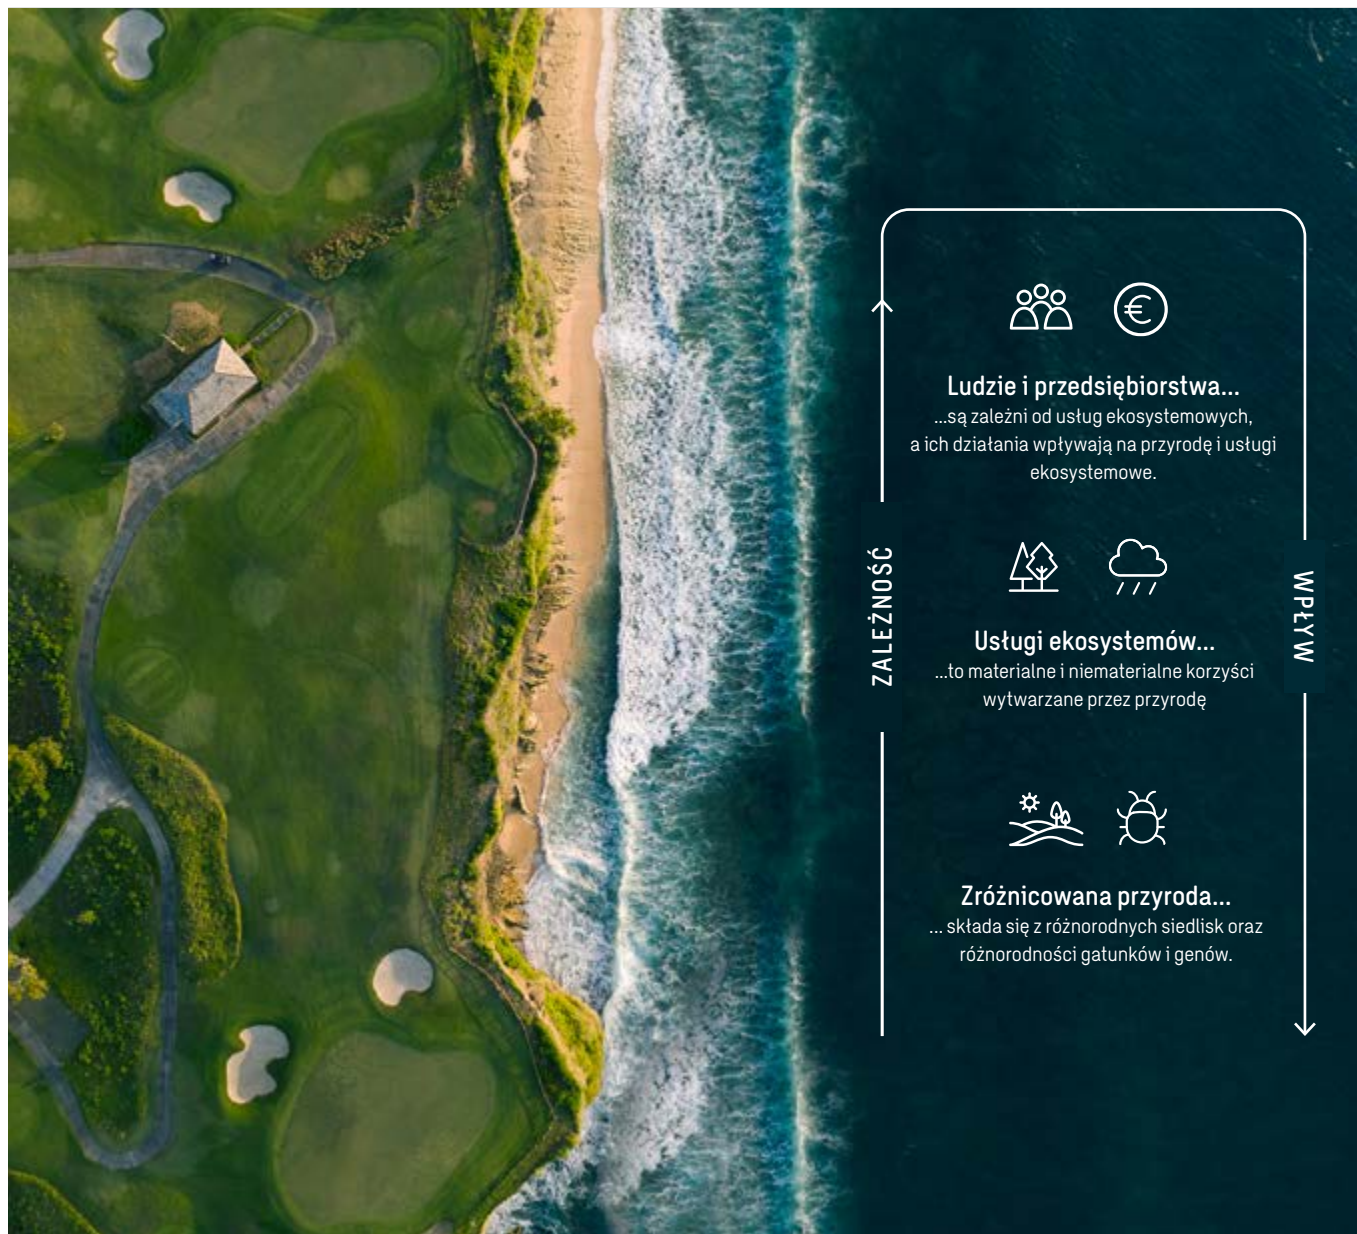 Ludzie i przedsiębiorstwa...
...są zależni od usług ekosystemowych,
a ich działania wpływają na przyrodę i usługi
ekosystemowe.
ZALEŻNOŚĆ
WPŁYW
Usługi ekosystemów...
...to materialne i niematerialne korzyści
wytwarzane przez przyrodę
Zróżnicowana przyroda...
... składa się z różnorodnych siedlisk oraz
różnorodności gatunków i genów.